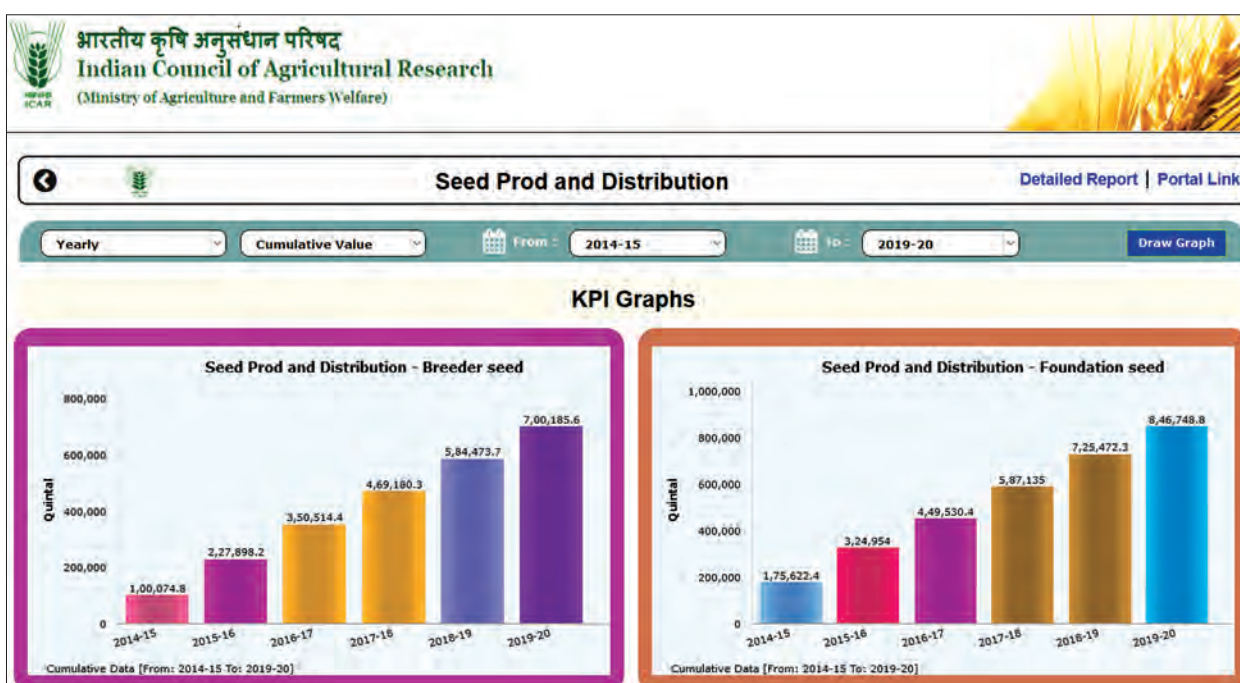 भारतीय कृषि अनुसंधान परिषद
Indian Council of Agricultural Research
(Ministry of Agriculture and Farmers Welfare)
ICAR
Seed Prod and Distribution
Detailed Report | Portal Link
Yearly
Cumulative Value
From :
2014-15
To :
2019-20
Draw Graph
KPI Graphs
Seed Prod and Distribution - Breeder seed
800,000
600,000
400,000
200,000
0
Quintal
1,00,074.8
2,27,898.2
3,50,514.4
4,69,180.3
5,84,473.7
7,00,185.6
2014-15
2015-16
2016-17
2017-18
2018-19
2019-20
Cumulative Data [From: 2014-15 To: 2019-20]
Seed Prod and Distribution - Foundation seed
1,000,000
800,000
600,000
400,000
200,000
0
Quintal
1,75,622.4
3,24,954
4,49,530.4
5,87,135
7,25,472.3
8,46,748.8
2014-15
2015-16
2016-17
2017-18
2018-19
2019-20
Cumulative Data [From: 2014-15 To: 2019-20]